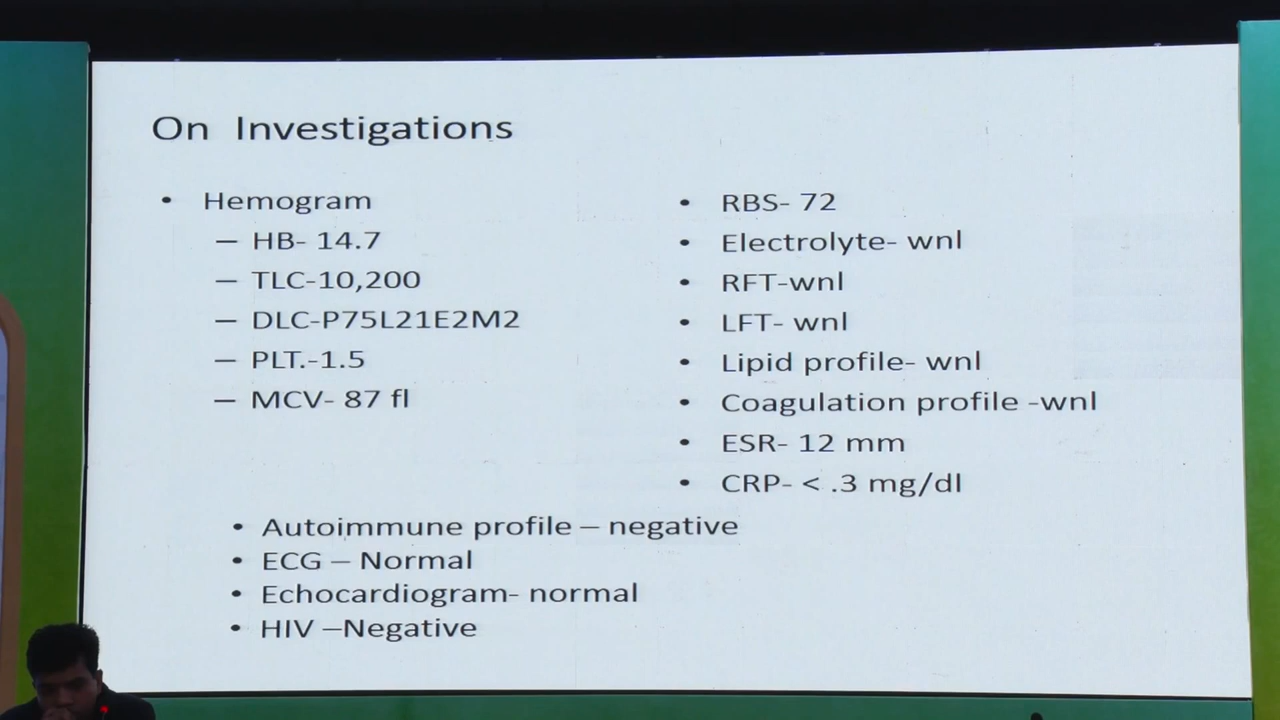 On Investigations
• Hemogram
– HB- 14.7
– TLC-10,200
– DLC-P75L21E2M2
– PLT.-1.5
– MCV- 87 fl
• RBS- 72
• Electrolyte- wnl
• RFT-wnl
• LFT- wnl
• Lipid profile- wnl
• Coagulation profile -wnl
• ESR- 12 mm
• CRP- < .3 mg/dl
• Autoimmune profile – negative
• ECG – Normal
• Echocardiogram- normal
• HIV –Negative